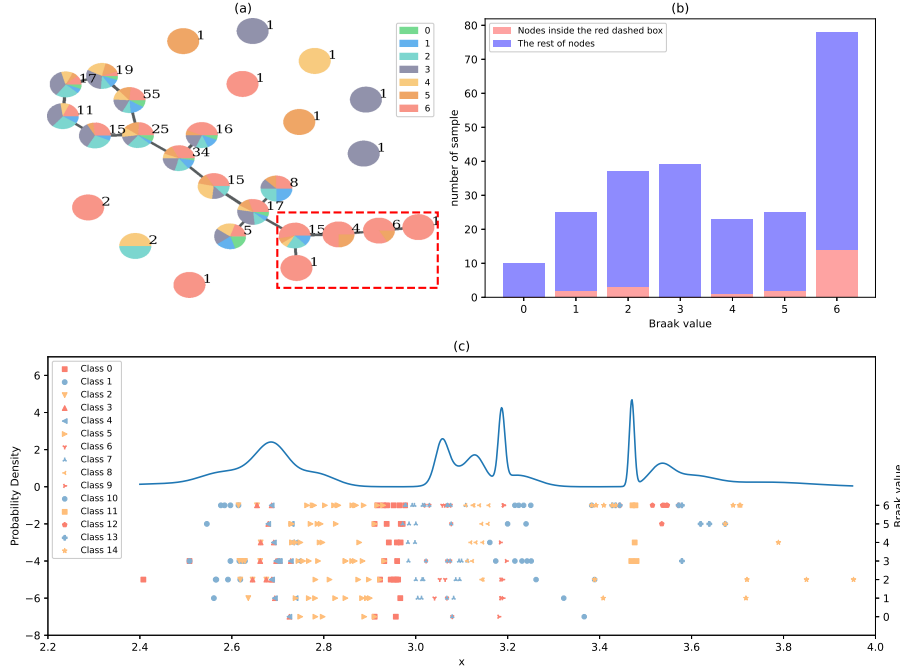 (a)
1
1
1
1
1
1
1
19
17
55
11
15
25
16
34
15
8
17
5
2
2
1
15
4
6
1
1
0
1
2
3
4
5
6
(b)
number of sample
80
70
60
50
40
30
20
10
0
Nodes inside the red dashed box
The rest of nodes
0 1 2 3 4 5 6
Braak value
(c)
Probability Density
6
4
2
0
−2
−4
−6
−8
Class 0
Class 1
Class 2
Class 3
Class 4
Class 5
Class 6
Class 7
Class 8
Class 9
Class 10
Class 11
Class 12
Class 13
Class 14
Braak value
6
5
4
3
2
1
0
2.2 2.4 2.6 2.8 3.0 3.2 3.4 3.6 3.8 4.0
x